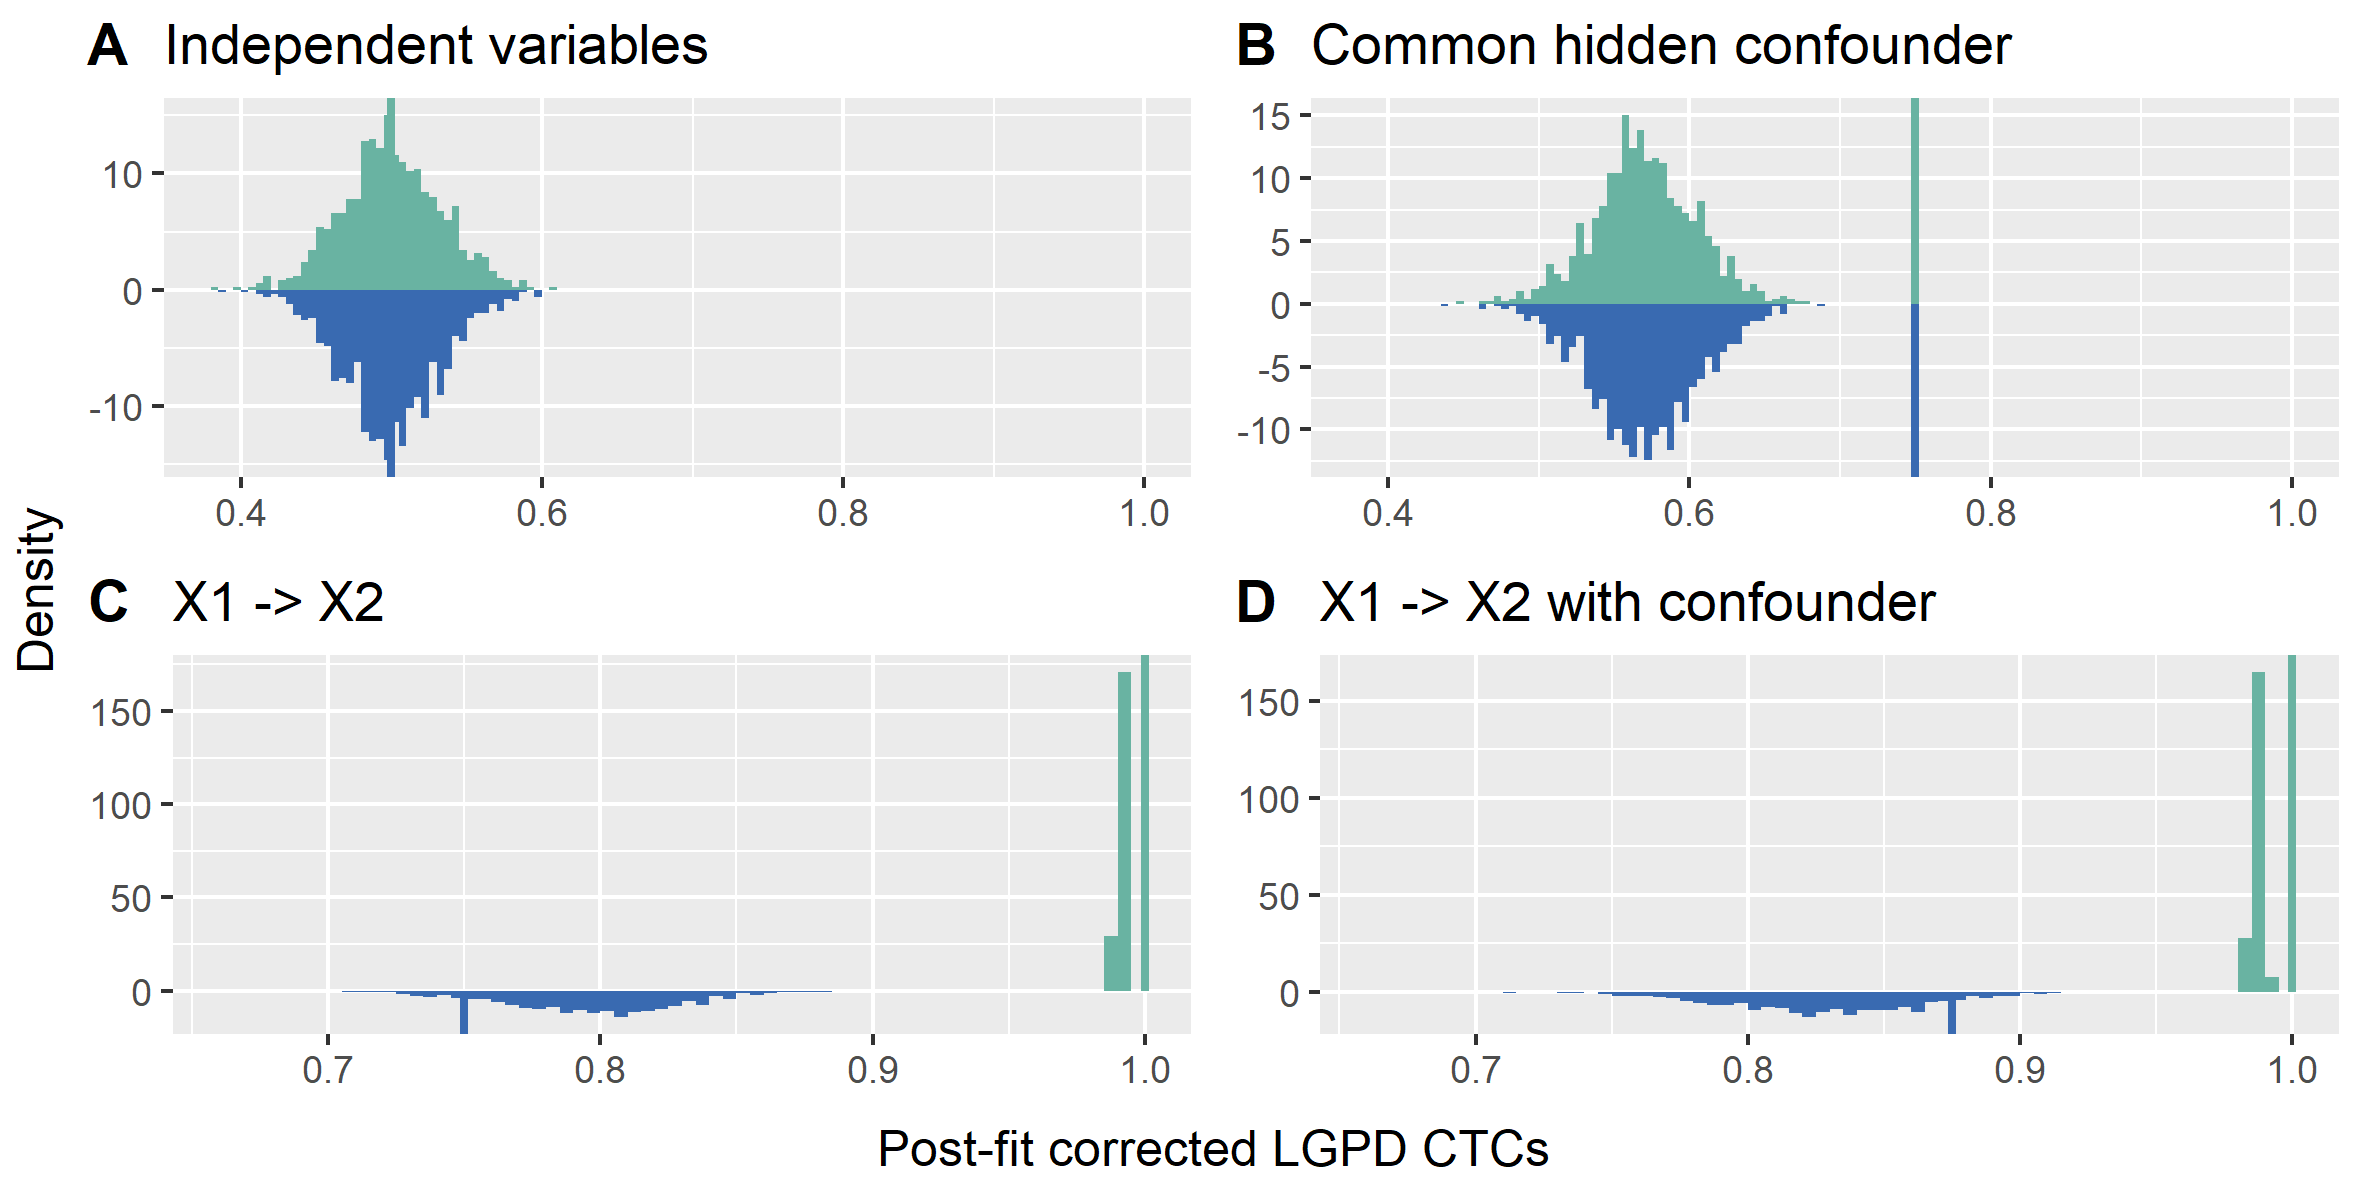 A Independent variables
10
0
-10
0.4 0.6 0.8 1.0
B Common hidden confounder
15
10
5
0
-5
-10
0.4 0.6 0.8 1.0
Density
C X1 -> X2
150
100
50
0
0.7 0.8 0.9 1.0
D X1 -> X2 with confounder
150
100
50
0
0.7 0.8 0.9 1.0
Post-fit corrected LGPD CTCs